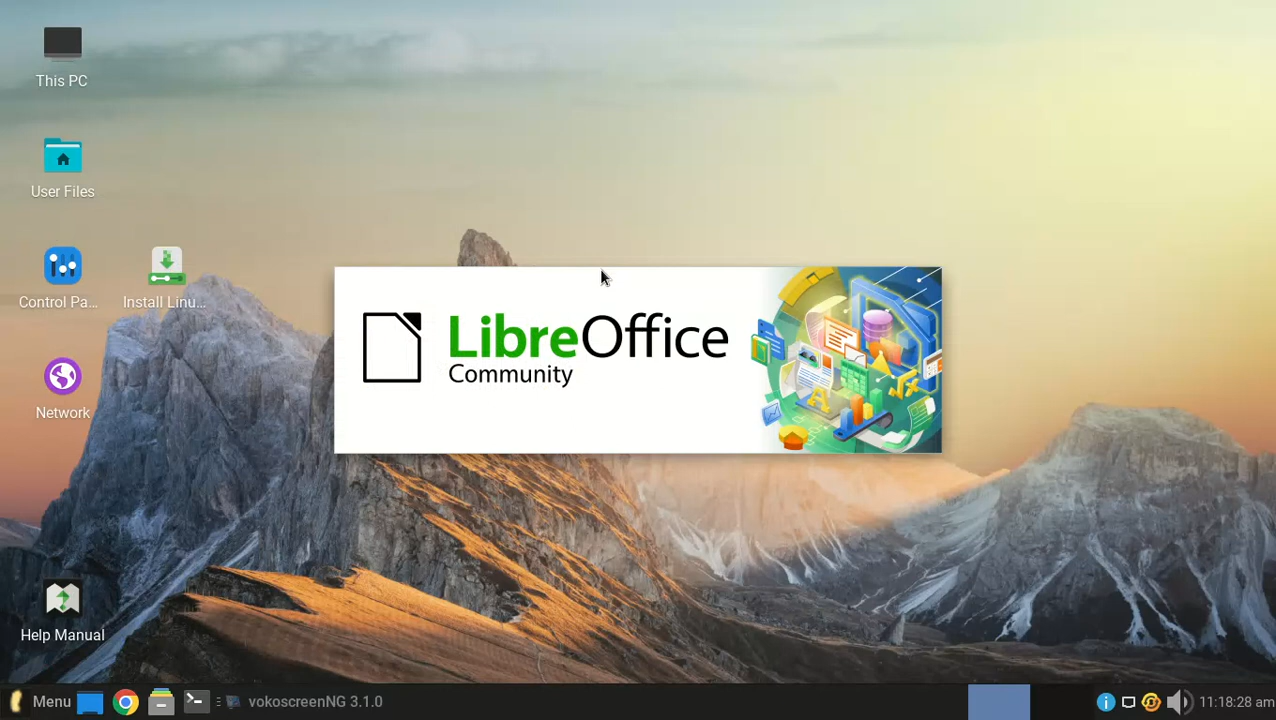 This PC
User Files
Control Pa...
Install Linu...
Network
Help Manual
LibreOffice
Community
Menu
vokoscreenNG 3.1.0
11:18:28 am